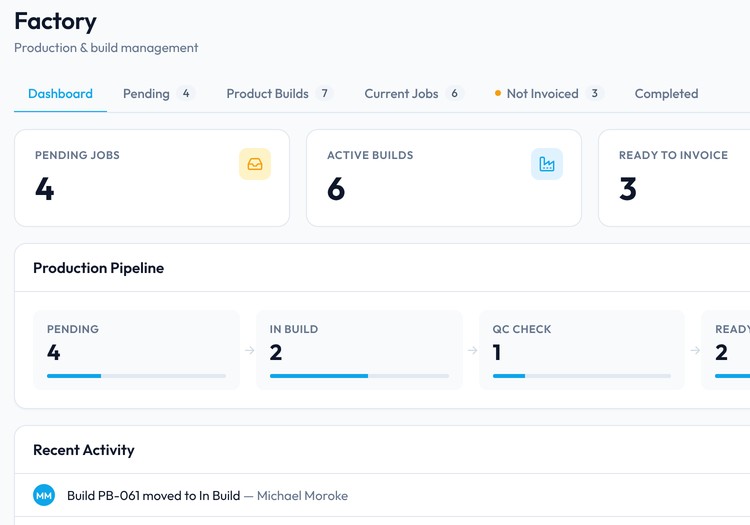 Factory
Production & build management
Dashboard Pending 4 Product Builds 7 Current Jobs 6 Not Invoiced 3 Completed
PENDING JOBS ACTIVE BUILDS READY TO INVOICE
4 6 3
Production Pipeline
PENDING IN BUILD QC CHECK READY
4 → 2 → 1 → 2
Recent Activity
MM Build PB-061 moved to In Build — Michael Moroke